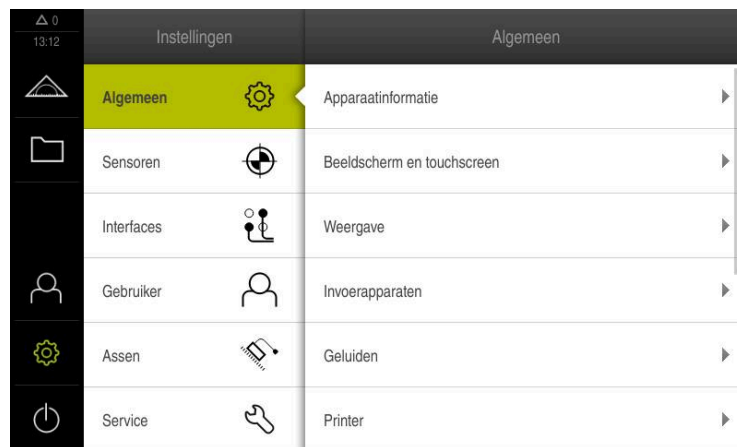 0
13:12
Instellingen
Algemeen
Algemeen
Apparaatinformatie
Sensoren
Beeldscherm en touchscreen
Interfaces
Weergave
Gebruiker
Invoerapparaten
Assen
Geluiden
Service
Printer